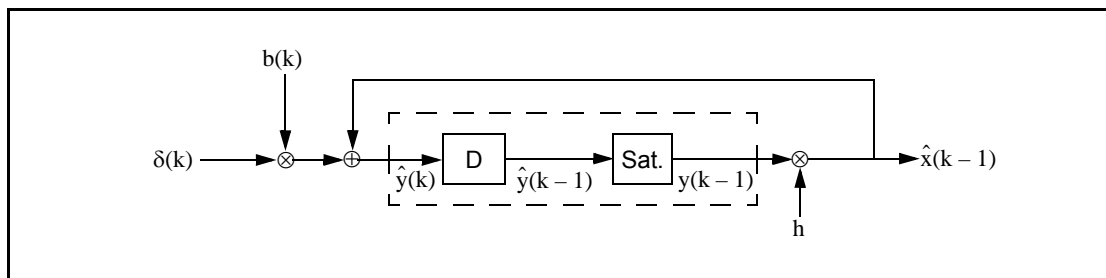 b(k)
δ(k)
D
Sat.
x̂(k – 1)
ŷ(k)
ŷ(k – 1)
y(k – 1)
h